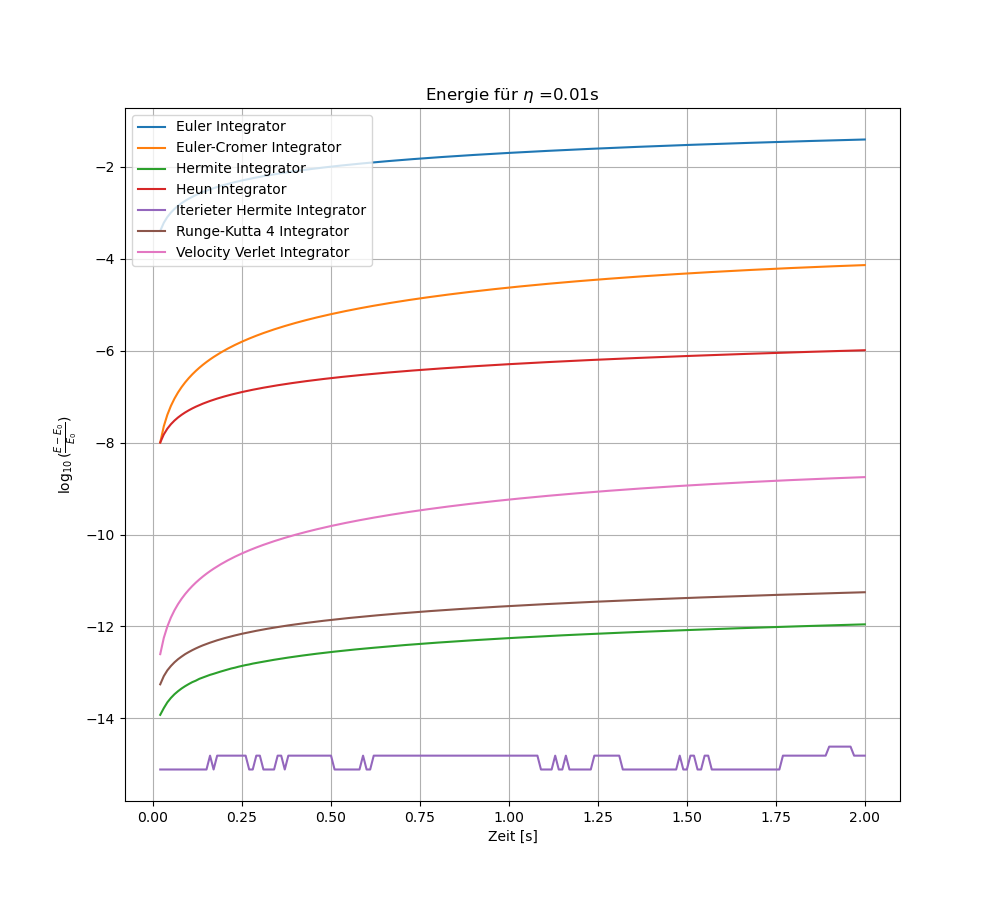 Energie für η =0.01s
Euler Integrator
Euler-Cromer Integrator
Hermite Integrator
Heun Integrator
Iterieter Hermite Integrator
Runge-Kutta 4 Integrator
Velocity Verlet Integrator
−2
−4
−6
−8
−10
−12
−14
log₁₀ (E − E₀ / E₀)
0.00 0.25 0.50 0.75 1.00 1.25 1.50 1.75 2.00
Zeit [s]